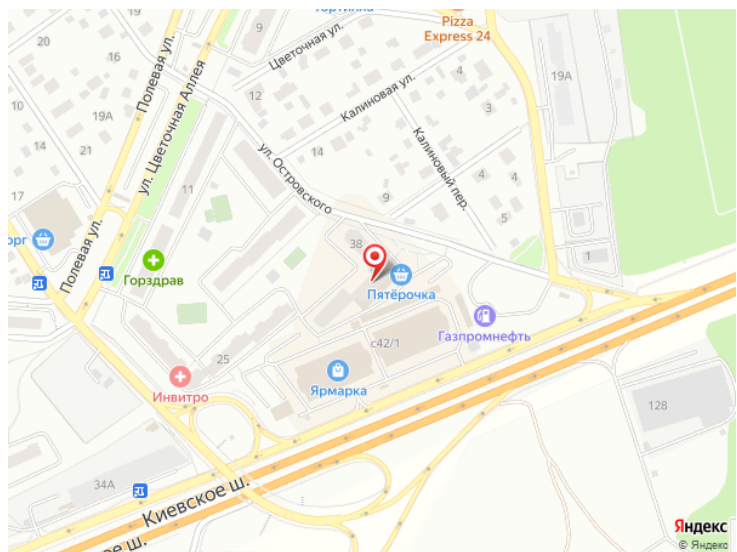 Pizza
Express 24
20
9
4
19А
Цветочная ул.
16
12
Калиновая ул.
3
10
19А
Полевая ул.
ул. Цветочная Аллея
14
21
14
ул. Островского
Калиновый пер.
4
4
17
11
9
5
орг
Полевая ул.
38
1
Горздрав
Пятёрочка
Газпромнефть
с42/1
25
Ярмарка
Инвитро
128
34А
Киевское ш.
ое ш.
Яндекс
© Яндекс